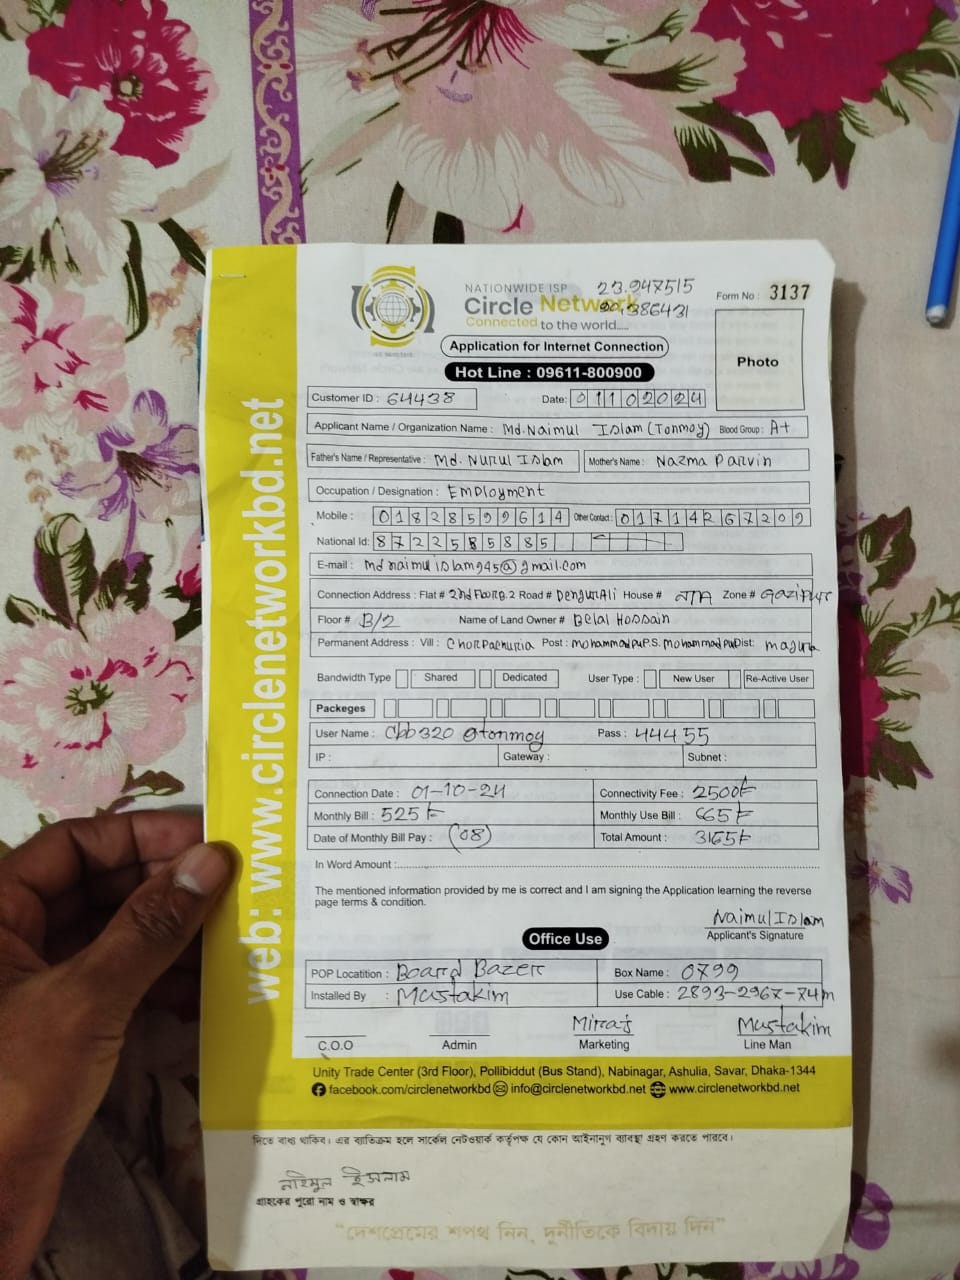 NATIONWIDE ISP 23.947515
Circle Network 90.386431
Connected to the world....
Form No : 3137
Application for Internet Connection
Photo
Hot Line : 09611-800900
Customer ID : 64438 Date: 01102024
Applicant Name / Organization Name : Md.Naimul Islam (Tonmoy) Blood Group : A+
Father's Name / Representative : Md. Nurul Islam Mother's Name : Nazma Parvin
Occupation / Designation : Employment
Mobile : 01828599614 Other Contact : 01714267209
National Id: 8722585885
E-mail : mdnaimulislam945@gmail.com
Connection Address : Flat # 2nd Floor B.2 Road # DengurAli House # Zone # Gazipur
Floor # B/2 Name of Land Owner # Belal Hossain
Permanent Address : Vill : Chorpachuria Post : mohammadpur P.S. mohammadpur Dist: magura
Bandwidth Type Shared Dedicated User Type : New User Re-Active User
Packeges
User Name : cbb320 @tonmoy Pass : 44455
IP : Gateway : Subnet :
Connection Date : 01-10-24 Connectivity Fee : 2500৳
Monthly Bill : 525৳ Monthly Use Bill : 665৳
Date of Monthly Bill Pay : (08) Total Amount : 3165৳
In Word Amount :
The mentioned information provided by me is correct and I am signing the Application learning the reverse
page terms & condition.
Naimul Islam
Applicant's Signature
Office Use
POP Locatition : Board Bazer Box Name : 0799
Installed By : Mustakim Use Cable : 2893-2967-74m
Miraj Mustakim
C.O.O Admin Marketing Line Man
Unity Trade Center (3rd Floor), Pollibiddut (Bus Stand), Nabinagar, Ashulia, Savar, Dhaka-1344
facebook.com/circlenetworkbd info@circlenetworkbd.net www.circlenetworkbd.net
web: www.circlenetworkbd.net
দিতে বাধ্য থাকিব। এর ব্যতিক্রম হলে সার্কেল নেটওয়ার্ক কর্তৃপক্ষ যে কোন আইনানুগ ব্যাবস্থা গ্রহণ করতে পারবে।
নাইমুল ইসলাম
গ্রাহকের পুরো নাম ও স্বাক্ষর
“দেশপ্রেমের শপথ নিন, দুর্নীতিকে বিদায় দিন”